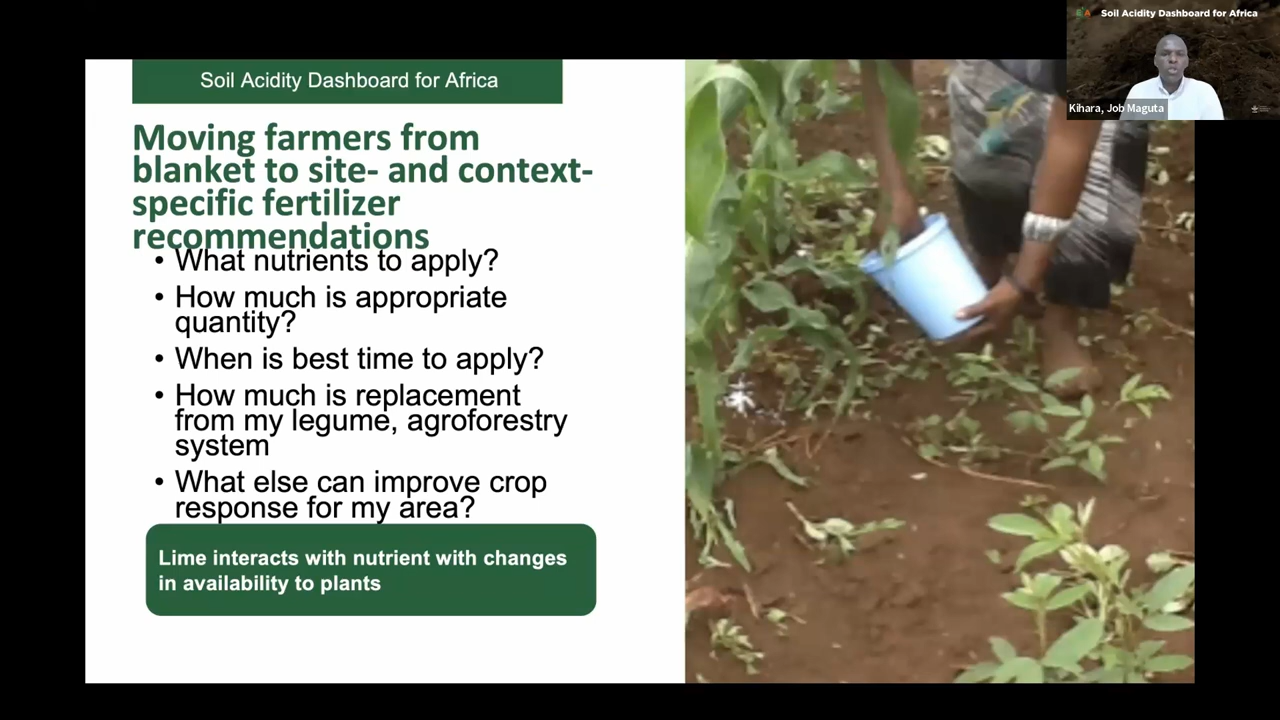 Soil Acidity Dashboard for Africa
Kihara, Job Maguta
Soil Acidity Dashboard for Africa
Moving farmers from
blanket to site- and context-
specific fertilizer
recommendations
• What nutrients to apply?
• How much is appropriate
quantity?
• When is best time to apply?
• How much is replacement
from my legume, agroforestry
system
• What else can improve crop
response for my area?
Lime interacts with nutrient with changes
in availability to plants